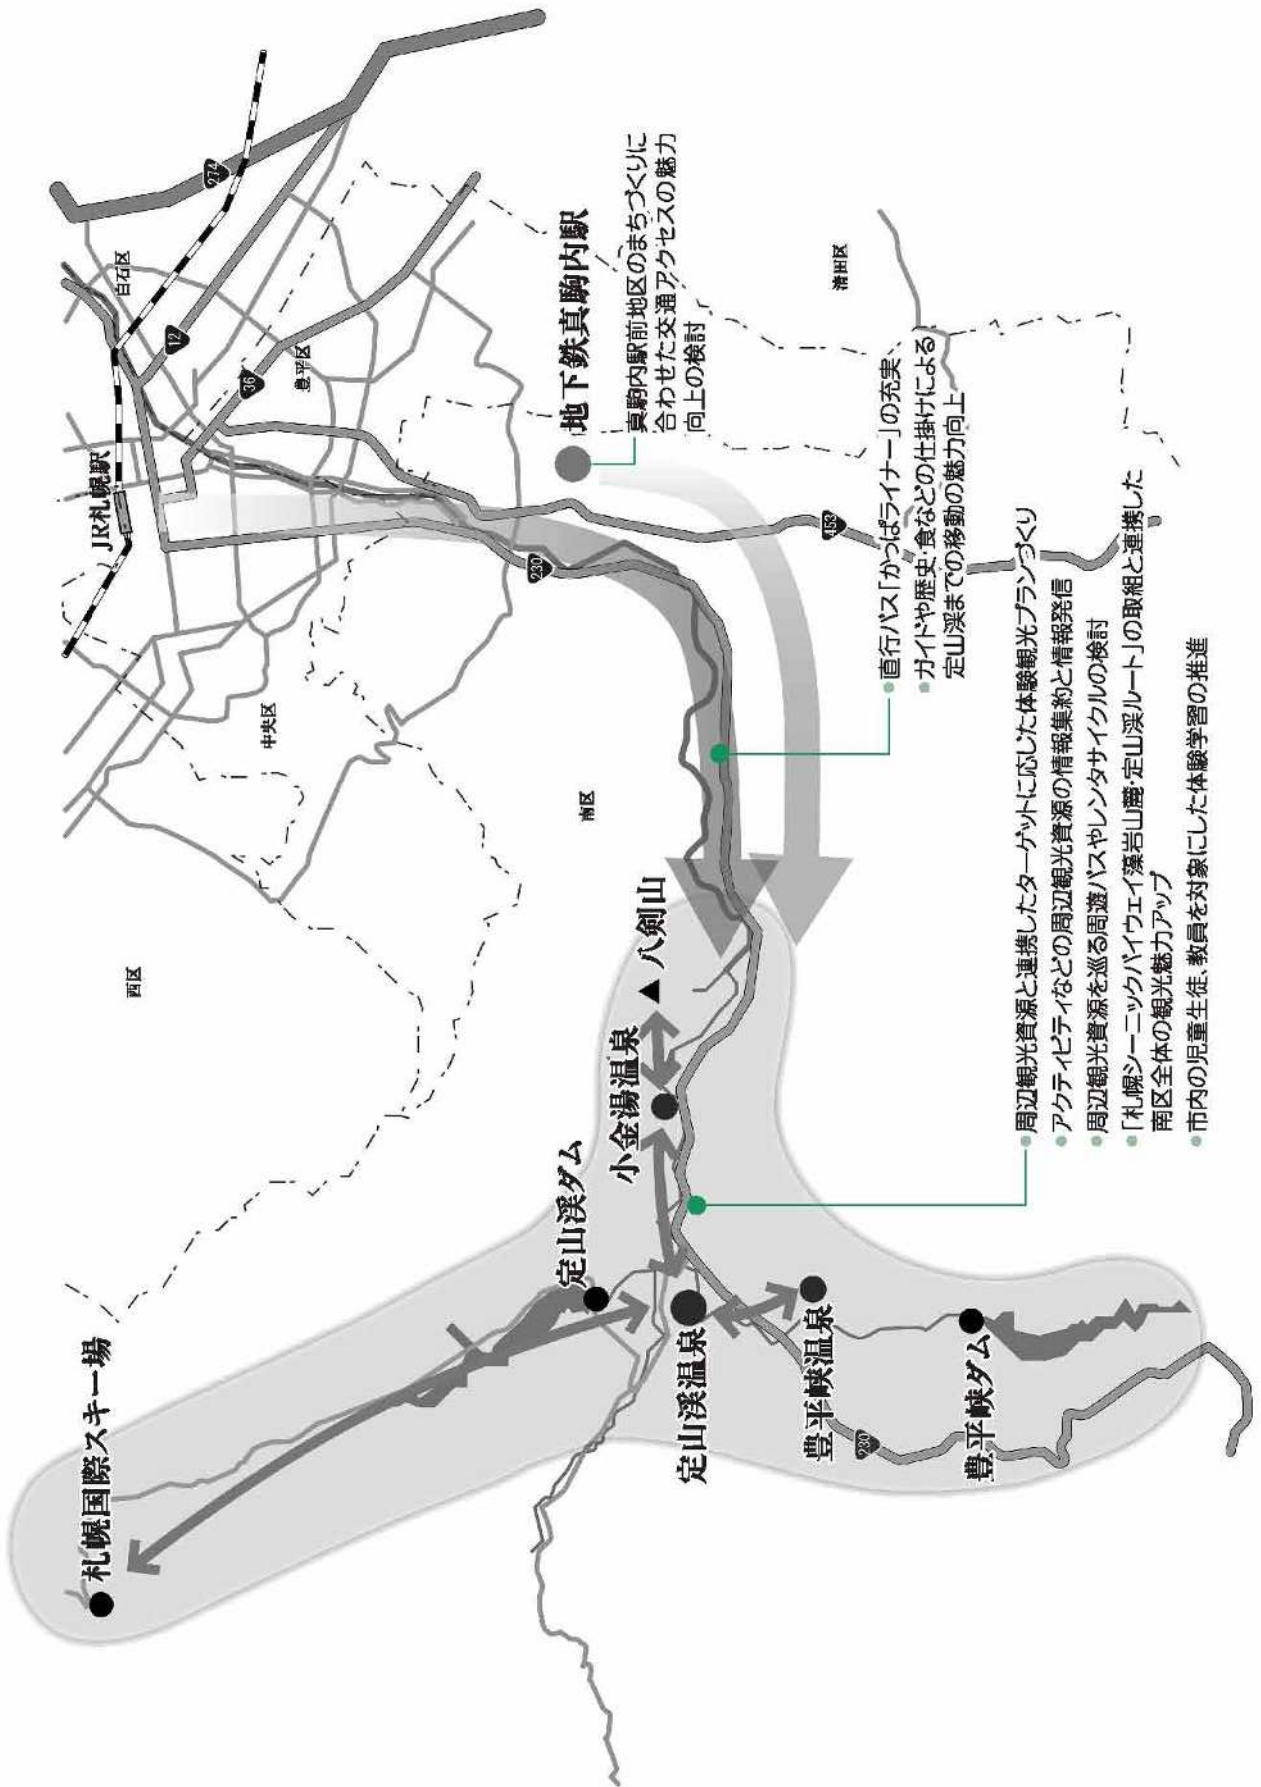 札幌国際スキー場
西区
中央区
JR札幌駅
白石区
274
12
36
豊平区
地下鉄真駒内駅
真駒内駅前地区のまちづくりに
合わせた交通アクセスの魅力
向上の検討
清田区
南区
230
453
定山渓ダム
小金湯温泉
八剣山
定山渓温泉
豊平峡温泉
230
豊平峡ダム
直行バス「かっぱライナー」の充実
ガイドや歴史・食などの仕掛けによる
定山渓までの移動の魅力向上
周辺観光資源と連携したターゲットに応じた体験観光プランづくり
アクティビティなどの周辺観光資源の情報集約と情報発信
周辺観光資源を巡る周遊バスやレンタサイクルの検討
「札幌シーニックバイウェイ藻岩山麓・定山渓ルート」の取組と連携した
南区全体の観光魅力アップ
市内の児童生徒、教員を対象にした体験学習の推進